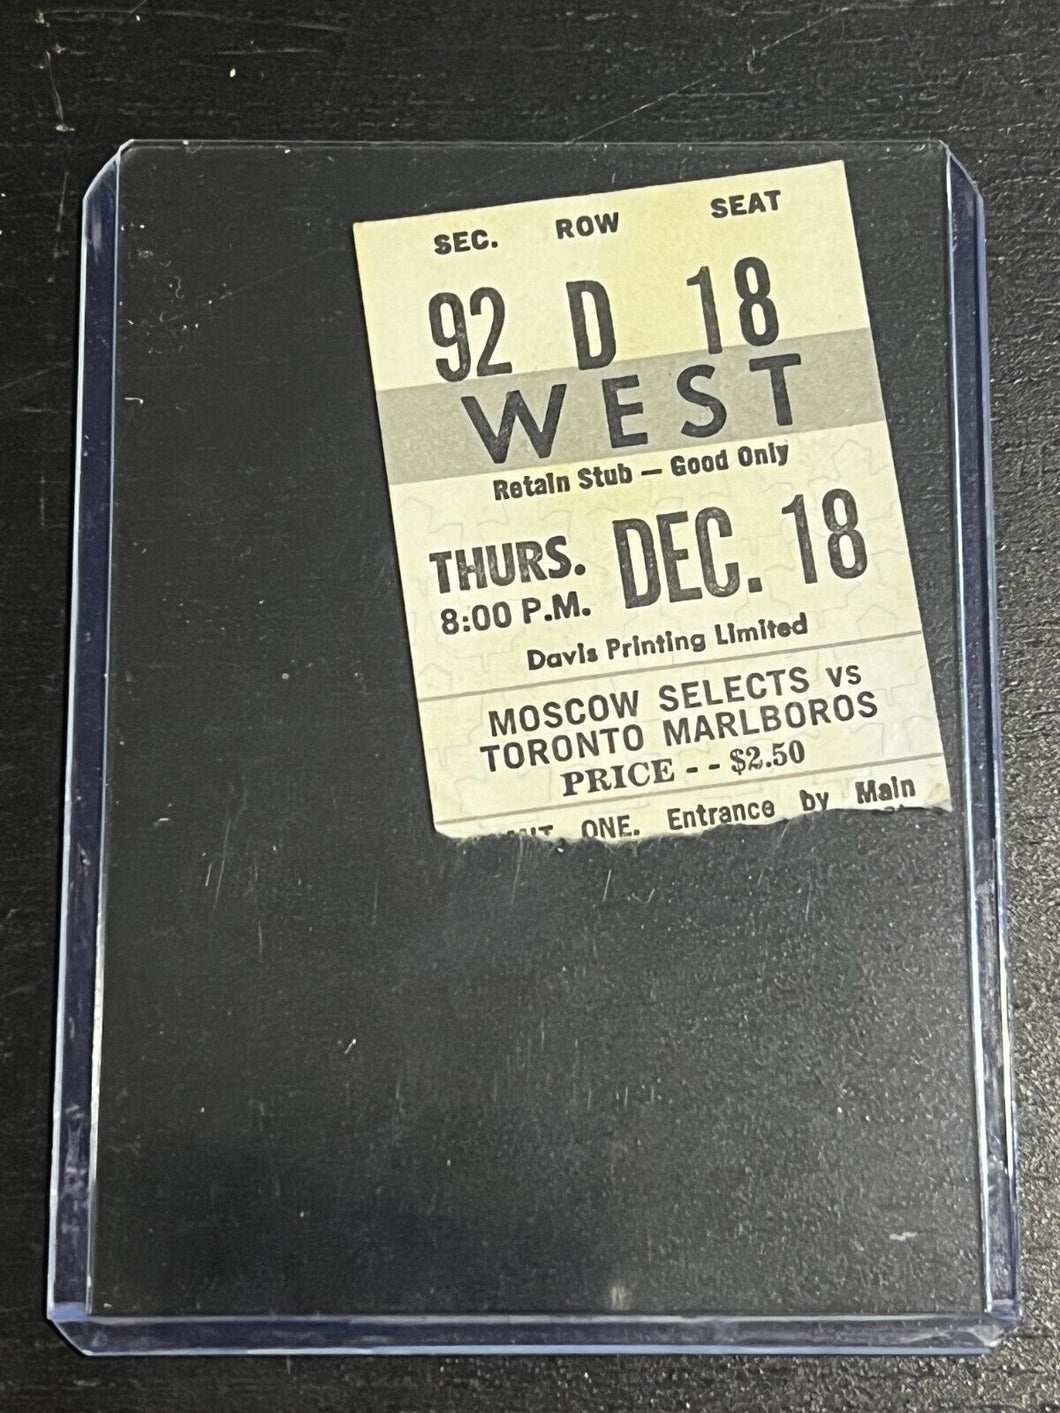 SEC. ROW SEAT
92 D 18
WEST
Retain Stub — Good Only
THURS. DEC. 18
8:00 P.M.
Davis Printing Limited
MOSCOW SELECTS VS
TORONTO MARLBOROS
PRICE - - $2.50
ONE. Entrance by Main